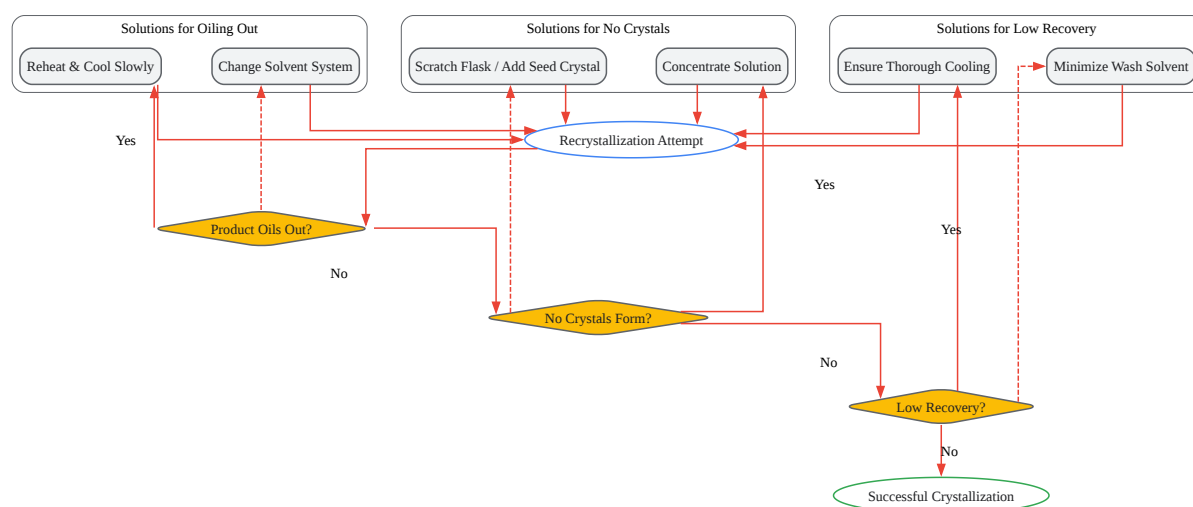 Solutions for Oiling Out
Solutions for No Crystals
Solutions for Low Recovery
Reheat & Cool Slowly
Change Solvent System
Scratch Flask / Add Seed Crystal
Concentrate Solution
Ensure Thorough Cooling
Minimize Wash Solvent
Yes
Recrystallization Attempt
Yes
Product Oils Out?
Yes
No
No Crystals Form?
No
Low Recovery?
No
Successful Crystallization